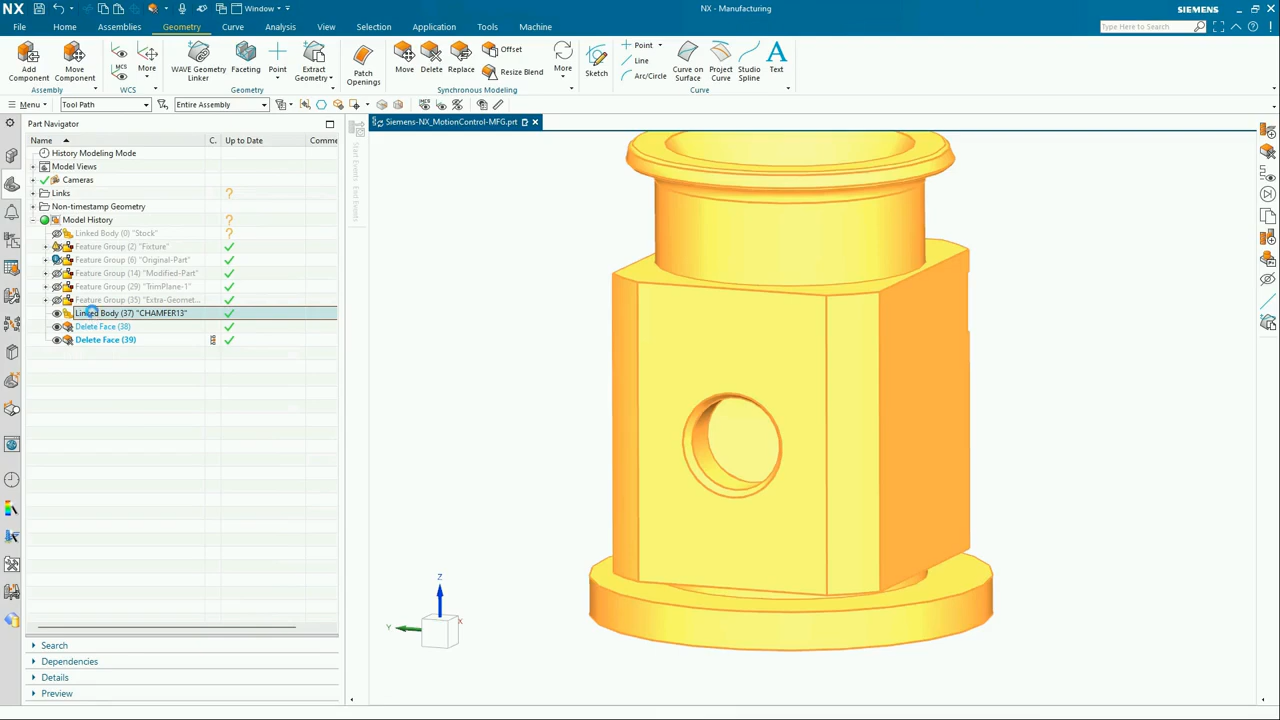 NX
Window
NX - Manufacturing
SIEMENS
File
Home
Assemblies
Geometry
Curve
Analysis
View
Selection
Application
Tools
Machine
Type Here to Search
Add Component
Move Component
Assembly
MCS
More
WCS
WAVE Geometry Linker
Faceting
Point
Extract Geometry
Geometry
Patch Openings
Move
Delete
Replace
Offset
Resize Blend
More
Synchronous Modeling
Sketch
Point
Line
Arc/Circle
Curve on Surface
Project Curve
Studio Spline
Text
Curve
Menu
Tool Path
Entire Assembly
Part Navigator
Siemens-NX_MotionControl-MFG.prt
Name
C.
Up to Date
Comme
History Modeling Mode
Model Views
Cameras
Links
Non-timestamp Geometry
Model History
Linked Body (0) "Stock"
Feature Group (2) "Fixture"
Feature Group (6) "Original-Part"
Feature Group (14) "Modified-Part"
Feature Group (29) "TrimPlane-1"
Feature Group (35) "Extra-Geomet...
Linked Body (37) "CHAMFER13"
Delete Face (38)
Delete Face (39)
Start Events
Exit Events
Z
Y
X
Search
Dependencies
Details
Preview